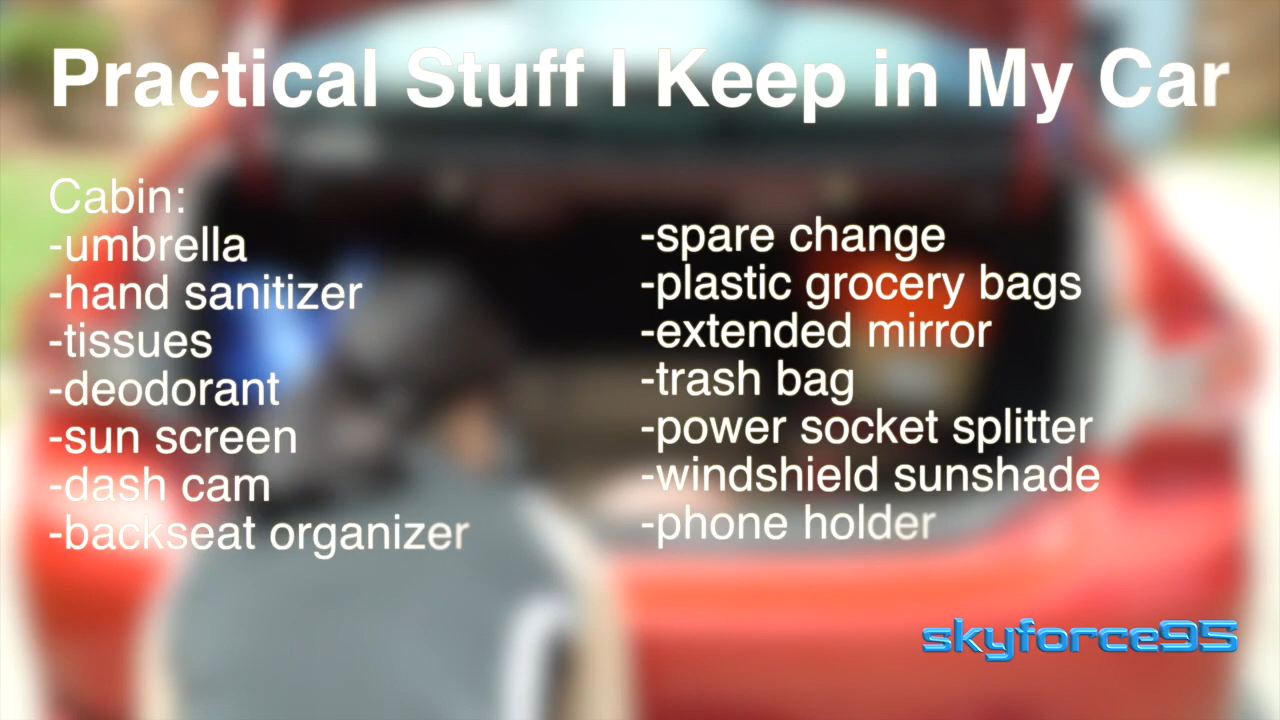 Practical Stuff I Keep in My Car
Cabin:
-umbrella
-hand sanitizer
-tissues
-deodorant
-sun screen
-dash cam
-backseat organizer
-spare change
-plastic grocery bags
-extended mirror
-trash bag
-power socket splitter
-windshield sunshade
-phone holder
skyforce95